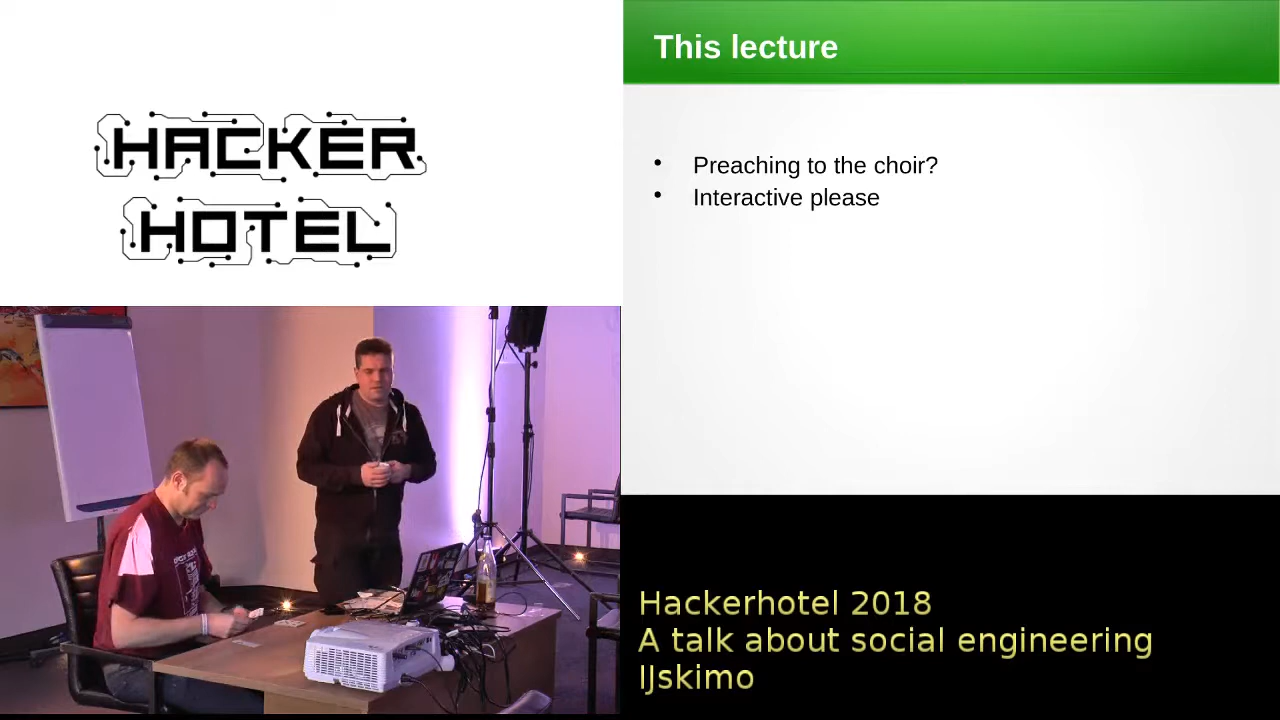 HACKER
HOTEL
This lecture
Preaching to the choir?
Interactive please
Hackerhotel 2018
A talk about social engineering
IJskimo